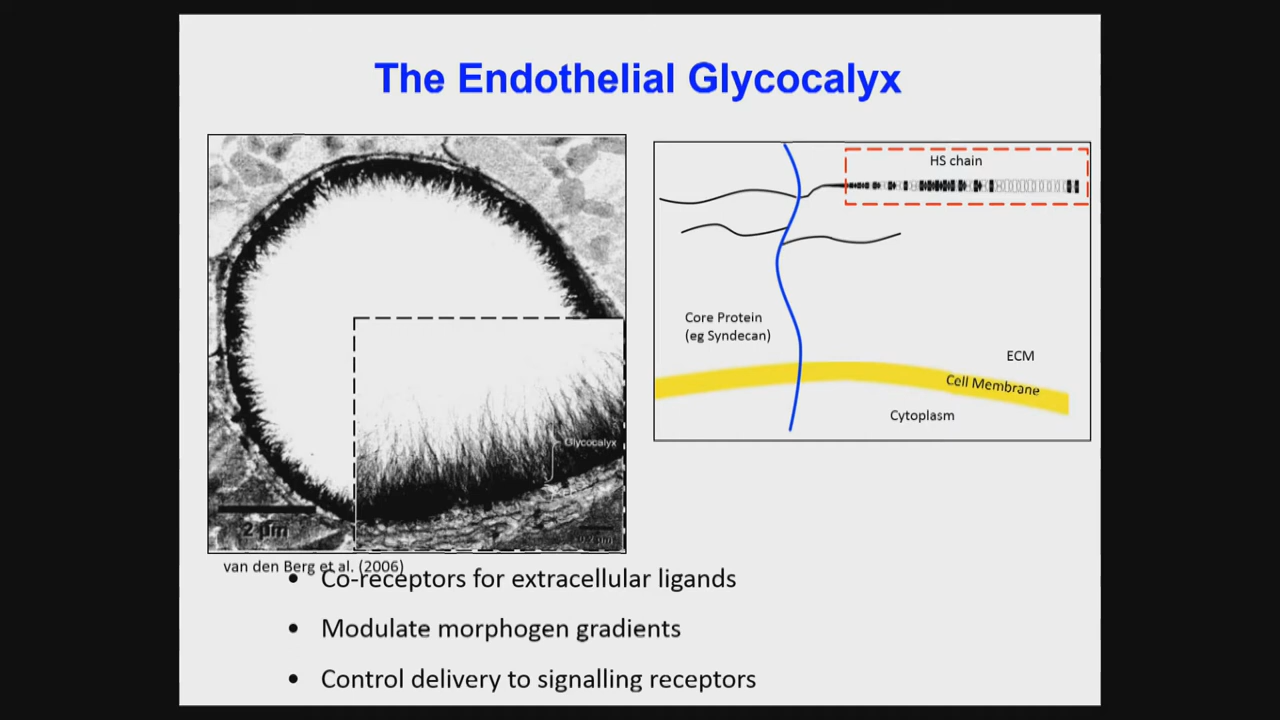 The Endothelial Glycocalyx
HS chain
Core Protein
(eg Syndecan)
ECM
Cell Membrane
Cytoplasm
Glycocalyx
2 µm
van den Berg et al. (2006)
• Co-receptors for extracellular ligands
• Modulate morphogen gradients
• Control delivery to signalling receptors